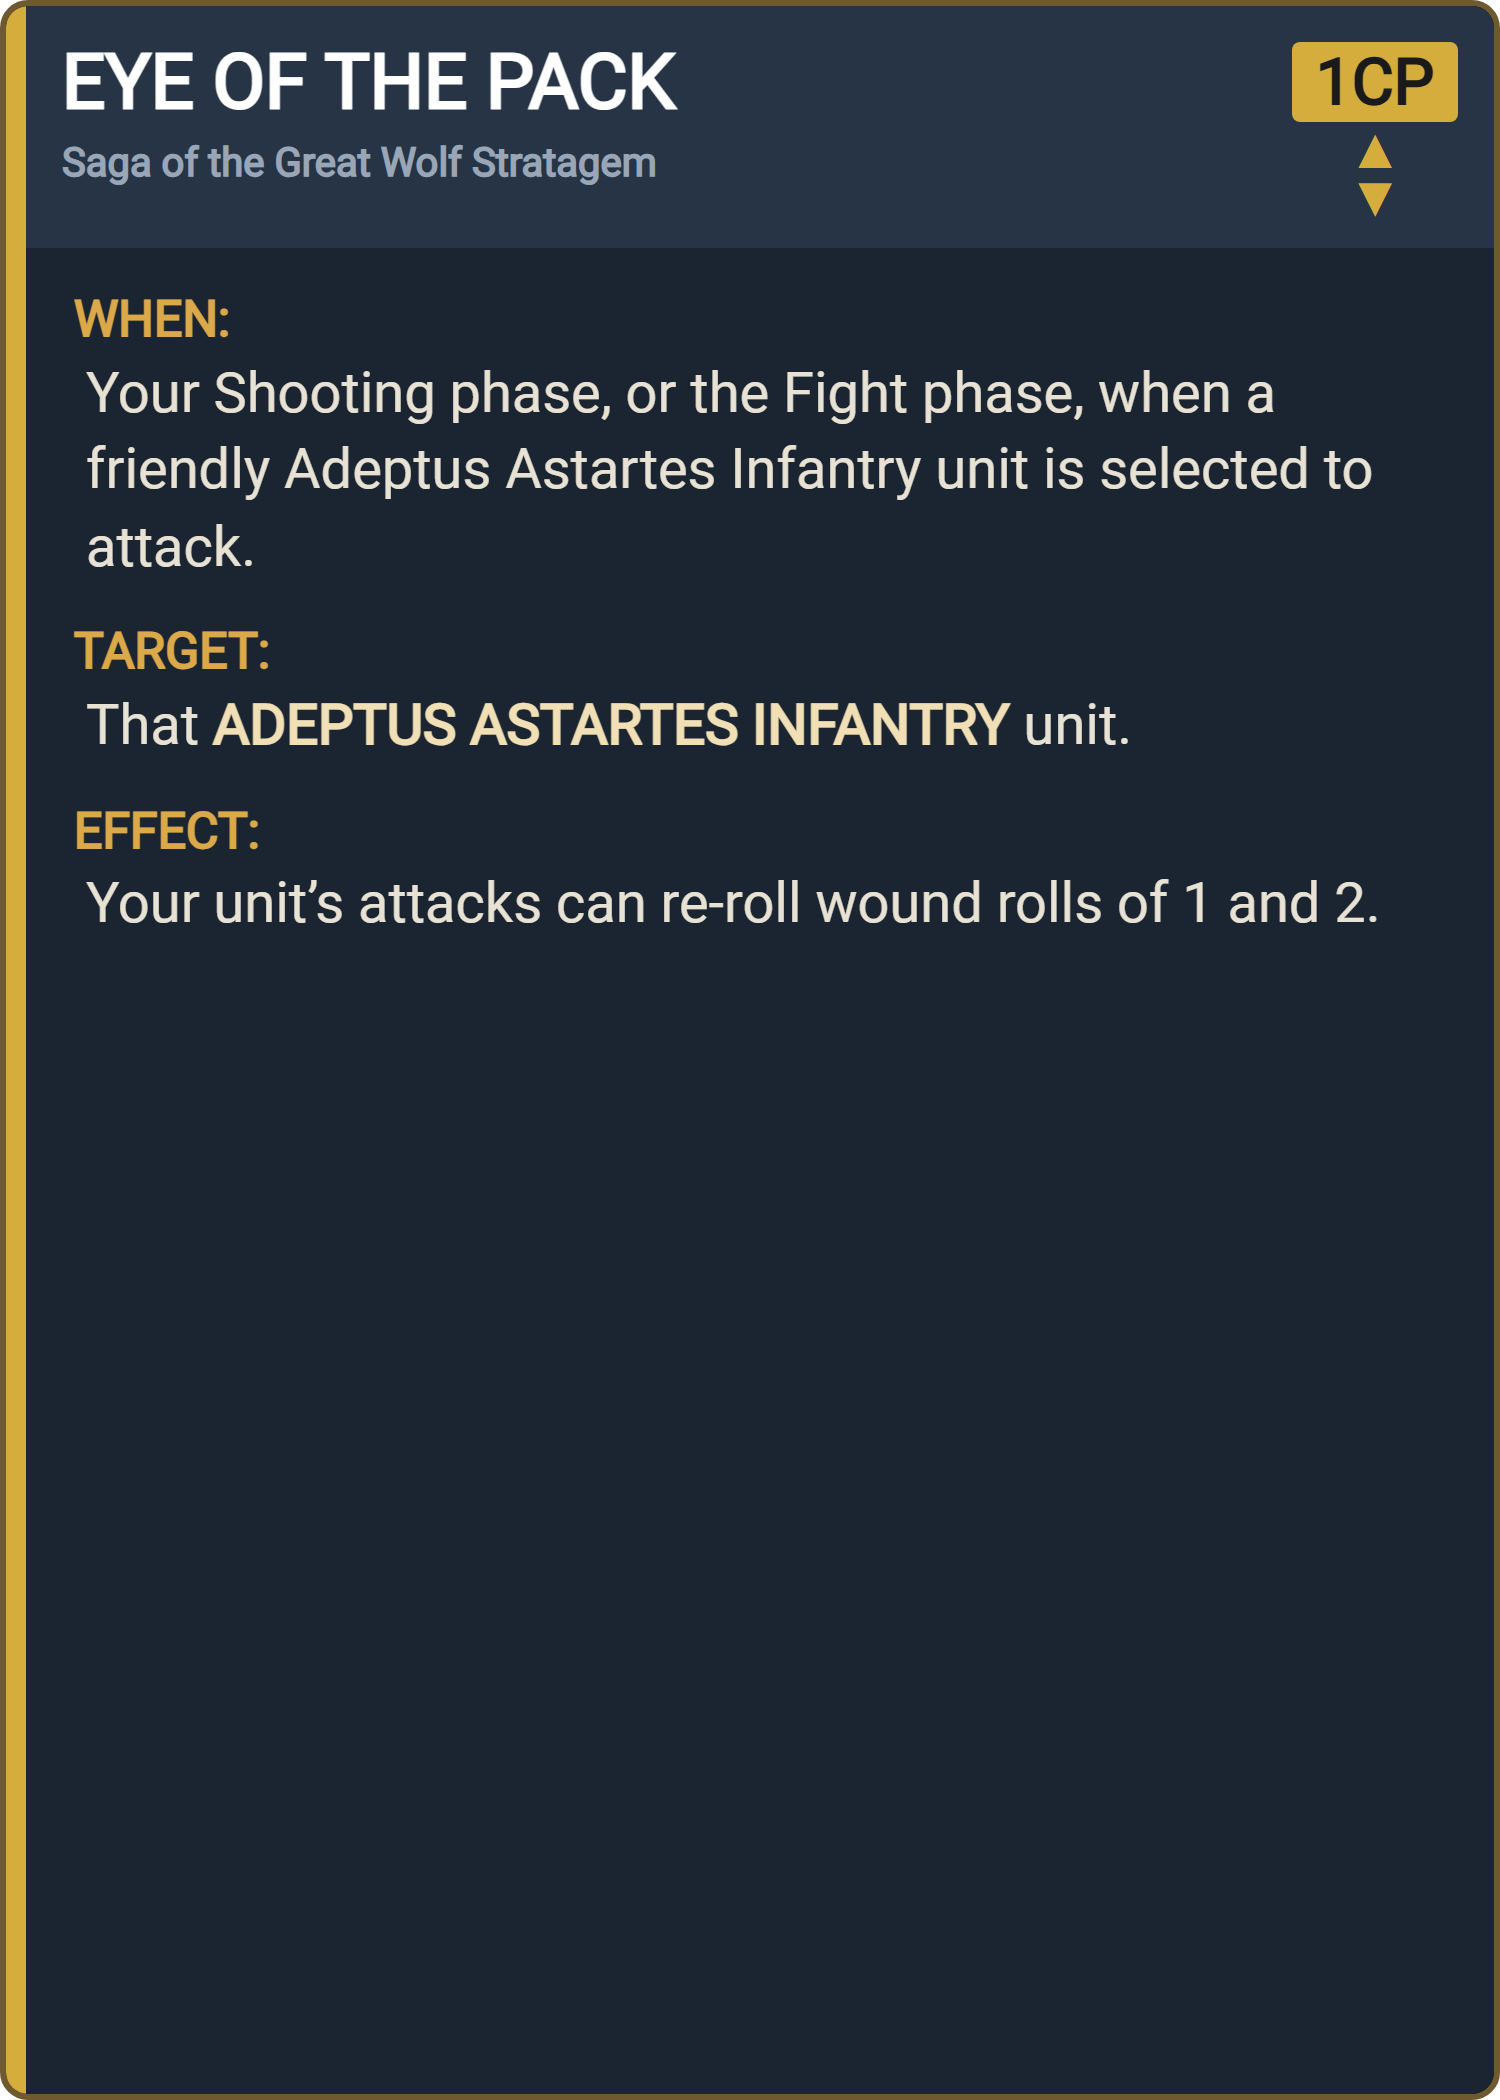 EYE OF THE PACK
1CP
Saga of the Great Wolf Stratagem
▲
▼
WHEN:
Your Shooting phase, or the Fight phase, when a
friendly Adeptus Astartes Infantry unit is selected to
attack.
TARGET:
That ADEPTUS ASTARTES INFANTRY unit.
EFFECT:
Your unit’s attacks can re-roll wound rolls of 1 and 2.